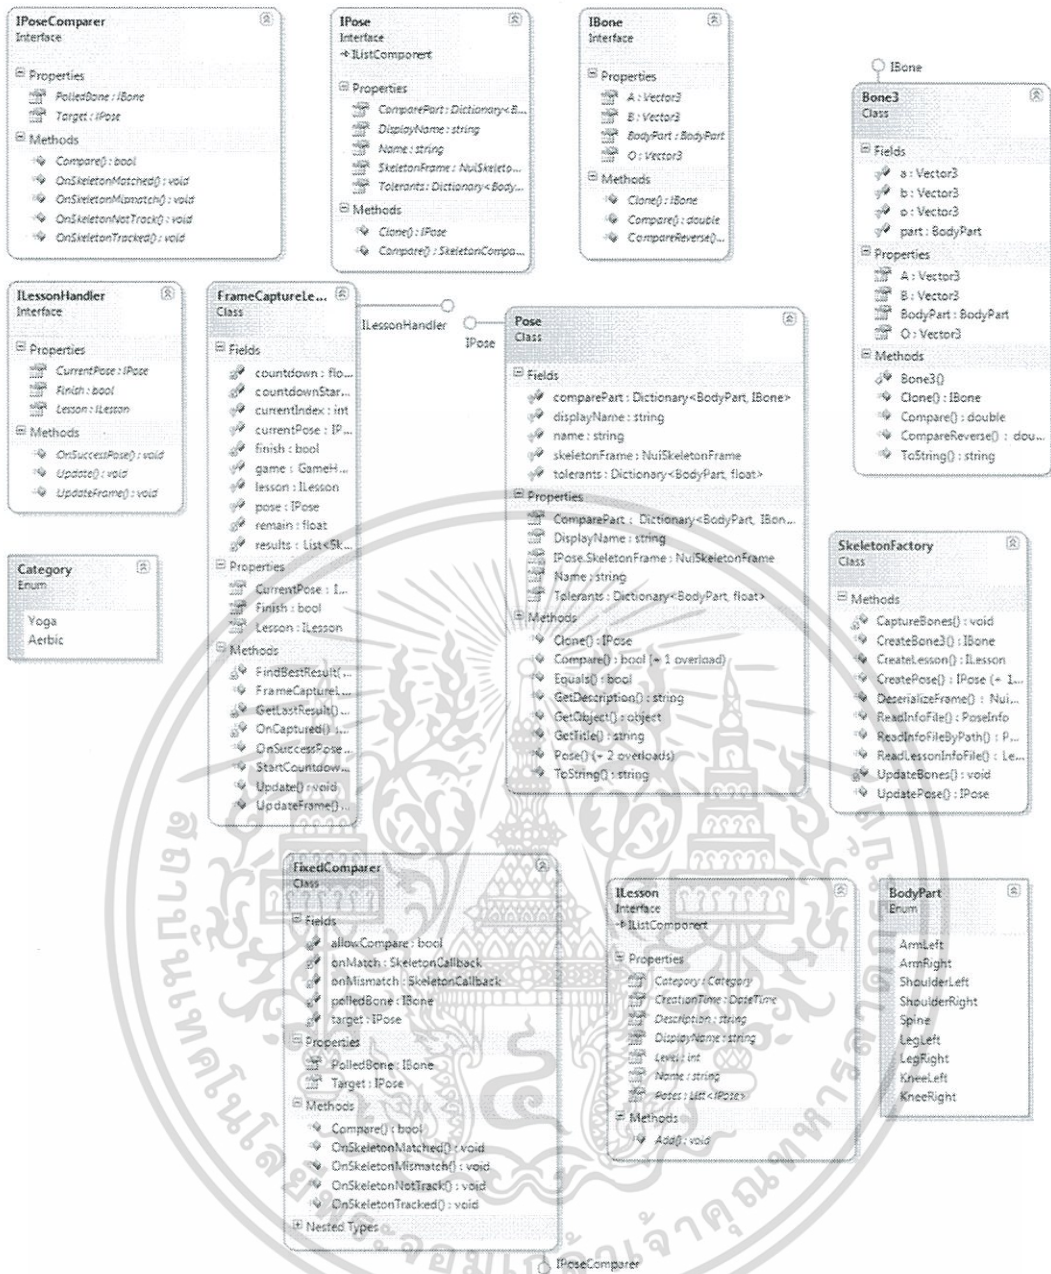 IPoseComparer
Interface
Properties
PolledBone : IBone
Target : IPose
Methods
Compare() : bool
OnSkeletonMatched() : void
OnSkeletonMismatch() : void
OnSkeletonNotTrack() : void
OnSkeletonTracked() : void
IPose
Interface
IListComponent
Properties
ComparePart : Dictionary<B...
DisplayName : string
Name : string
SkeletonFrame : NuiSkeleto...
Tolerants : Dictionary<Body...
Methods
Clone() : IPose
Compare() : SkeletonCompa...
IBone
Interface
Properties
A : Vector3
B : Vector3
BodyPart : BodyPart
O : Vector3
Methods
Clone() : IBone
Compare() : double
CompareReverse()...
IBone
Bone3
Class
Fields
a : Vector3
b : Vector3
o : Vector3
part : BodyPart
Properties
A : Vector3
B : Vector3
BodyPart : BodyPart
O : Vector3
Methods
Bone3()
Clone() : IBone
Compare() : double
CompareReverse() : dou...
ToString() : string
ILessonHandler
Interface
Properties
CurrentPose : IPose
Finish : bool
Lesson : ILesson
Methods
OnSuccessPose() : void
Update() : void
UpdateFrame() : void
FrameCaptureLe...
Class
Fields
countdown : flo...
countdownStar...
currentIndex : int
currentPose : IP...
finish : bool
game : GameH...
lesson : ILesson
pose : IPose
remain : float
results : List<Sk...
Properties
CurrentPose : I...
Finish : bool
Lesson : ILesson
Methods
FindBestResult(...
FrameCaptureL...
GetLastResult()...
OnCaptured() : ...
OnSuccessPose...
StartCountdow...
Update() : void
UpdateFrame()...
ILessonHandler
IPose
Pose
Class
Fields
comparePart : Dictionary<BodyPart, IBone>
displayName : string
name : string
skeletonFrame : NuiSkeletonFrame
tolerants : Dictionary<BodyPart, float>
Properties
ComparePart : Dictionary<BodyPart, IBon...
DisplayName : string
IPose.SkeletonFrame : NuiSkeletonFrame
Name : string
Tolerants : Dictionary<BodyPart, float>
Methods
Clone() : IPose
Compare() : bool (+ 1 overload)
Equals() : bool
GetDescription() : string
GetObject() : object
GetTitle() : string
Pose() (+ 2 overloads)
ToString() : string
Category
Enum
Yoga
Aerbic
SkeletonFactory
Class
Methods
CaptureBones() : void
CreateBone3() : IBone
CreateLesson() : ILesson
CreatePose() : IPose (+ 1...
DeserializeFrame() : Nui...
ReadInfoFile() : PoseInfo
ReadInfoFileByPath() : P...
ReadLessonInfoFile() : Le...
UpdateBones() : void
UpdatePose() : IPose
FixedComparer
Class
Fields
allowCompare : bool
onMatch : SkeletonCallback
onMismatch : SkeletonCallback
polledBone : IBone
target : IPose
Properties
PolledBone : IBone
Target : IPose
Methods
Compare() : bool
OnSkeletonMatched() : void
OnSkeletonMismatch() : void
OnSkeletonNotTrack() : void
OnSkeletonTracked() : void
Nested Types
IPoseComparer
ILesson
Interface
IListComponent
Properties
Category : Category
CreationTime : DateTime
Description : string
DisplayName : string
Level : int
Name : string
Poses : List<IPose>
Methods
Add() : void
BodyPart
Enum
ArmLeft
ArmRight
ShoulderLeft
ShoulderRight
Spine
LegLeft
LegRight
KneeLeft
KneeRight